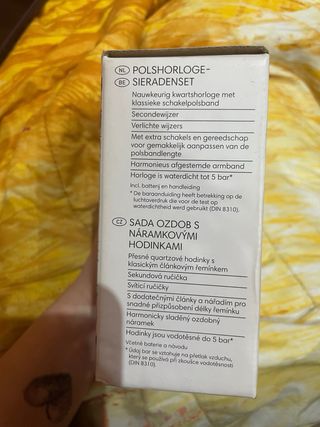 NL POLSHORLOGE-
BE SIERADENSET
Nauwkeurig kwartshorloge met
klassieke schakelpolsband
Secondewijzer
Verlichte wijzers
Met extra schakels en gereedschap
voor gemakkelijk aanpassen van de
polsbandlengte
Harmonieus afgestemde armband
Horloge is waterdicht tot 5 bar*
Incl. batterij en handleiding
* De baraanduiding heeft betrekking op de
luchtoverdruk die voor de test op
waterdichtheid werd gebruikt (DIN 8310).
CZ SADA OZDOB S
NÁRAMKOVÝMI
HODINKAMI
Přesné quartzové hodinky s
klasickým článkovým řemínkem
Sekundová ručička
Svítící ručičky
S dodatečnými články a nářadím pro
snadné přizpůsobení délky řemínku
Harmonicky sladěný ozdobný
náramek
Hodinky jsou vodotěsné do 5 bar*
Včetně baterie a návodu
* Údaj bar se vztahuje na přetlak vzduchu,
který se používá při zkoušce vodotěsnosti
(DIN 8310).